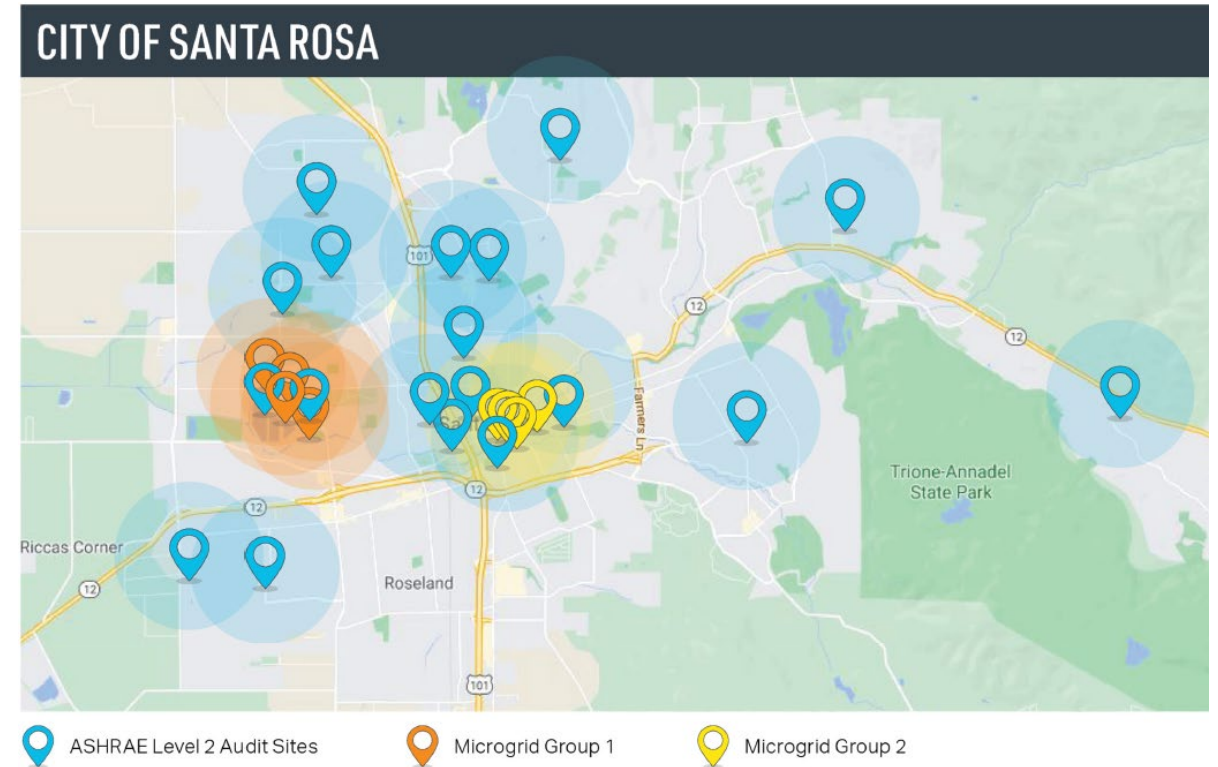 CITY OF SANTA ROSA
101
12
12
Farmers Ln
Sa
12
Trione-Annadel
State Park
12
Riccas Corner
12
Roseland
101
ASHRAE Level 2 Audit Sites
Microgrid Group 1
Microgrid Group 2